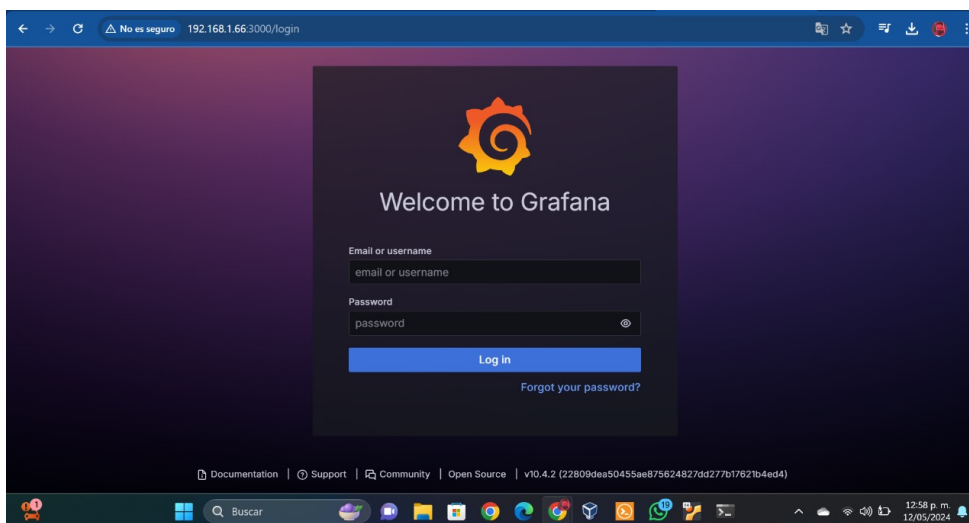 No es seguro 192.168.1.66:3000/login
Welcome to Grafana
Email or username
email or username
Password
password
Log in
Forgot your password?
Documentation | Support | Community | Open Source | v10.4.2 (22809dea50455ae875624827dd277b17621b4ed4)
1
Buscar
19
12:58 p. m.
12/05/2024